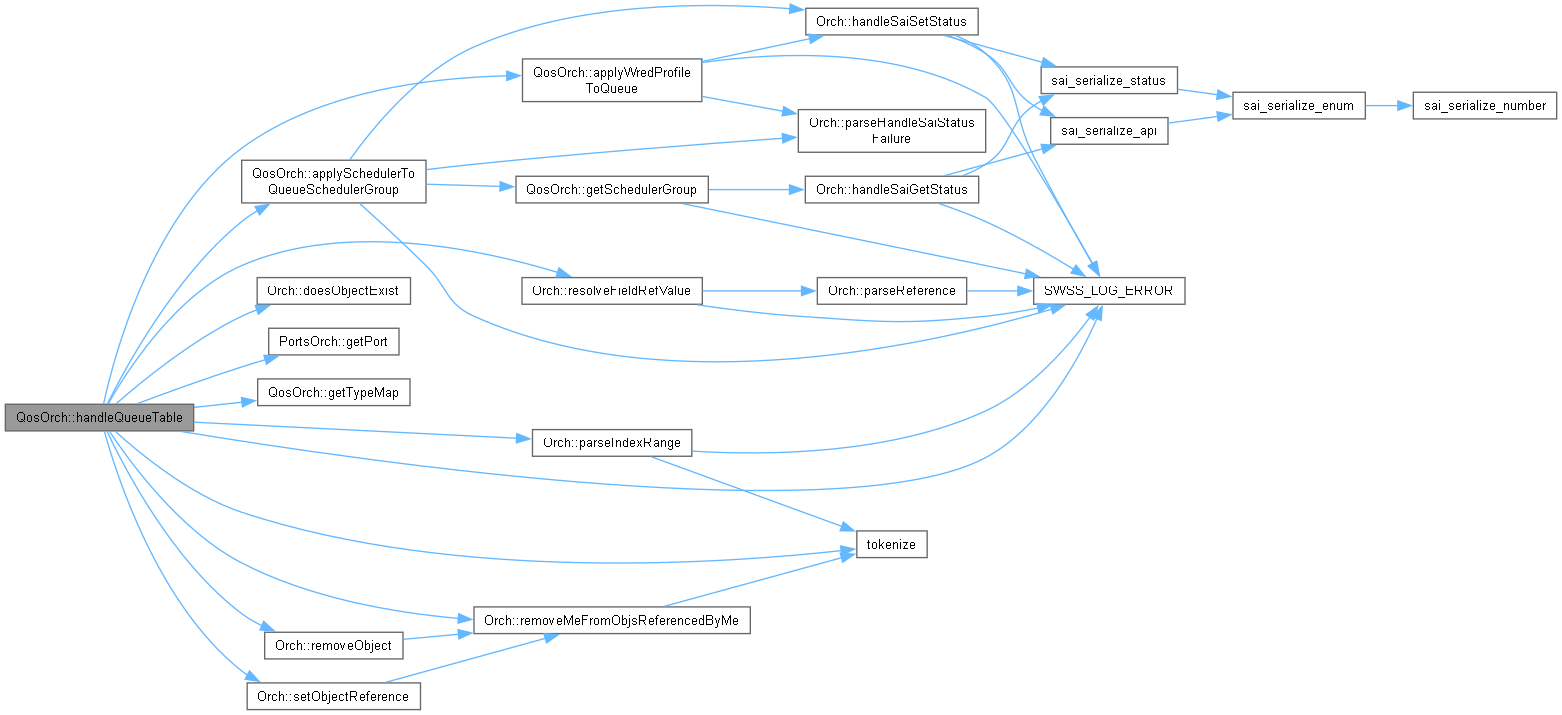 Orch::handleSaiSetStatus
QosOrch::applyWredProfile
ToQueue
sai_serialize_status
sai_serialize_enum
sai_serialize_number
Orch::parseHandleSaiStatus
Failure
sai_serialize_api
QosOrch::applySchedulerTo
QueueSchedulerGroup
QosOrch::getSchedulerGroup
Orch::handleSaiGetStatus
Orch::doesObjectExist
Orch::resolveFieldRefValue
Orch::parseReference
SWSS_LOG_ERROR
PortsOrch::getPort
QosOrch::getTypeMap
QosOrch::handleQueueTable
Orch::parseIndexRange
tokenize
Orch::removeMeFromObjsReferencedByMe
Orch::removeObject
Orch::setObjectReference